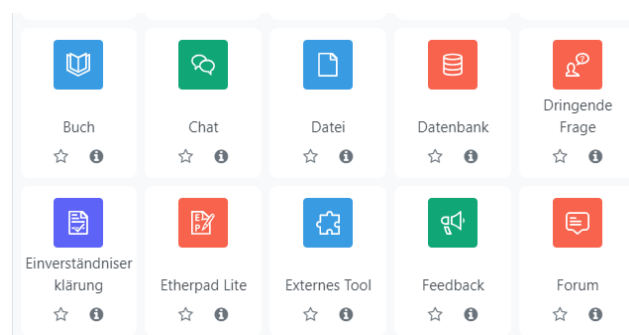 Buch
Chat
Datei
Datenbank
Dringende
Frage
Einverständniser
klärung
Etherpad Lite
Externes Tool
Feedback
Forum